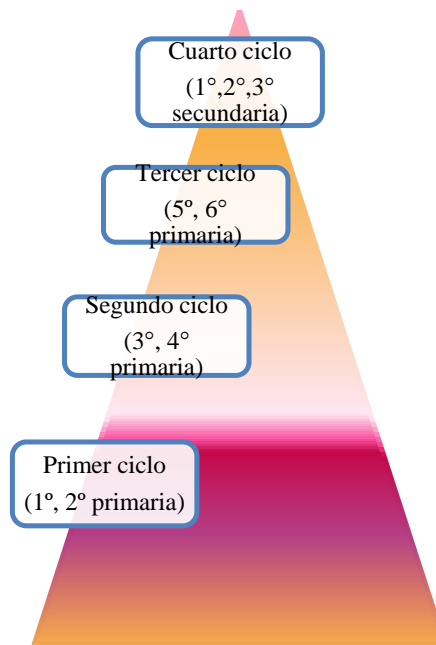 Cuarto ciclo
(1°,2°,3°
secundaria)
Tercer ciclo
(5º, 6°
primaria)
Segundo ciclo
(3°, 4°
primaria)
Primer ciclo
(1º, 2º primaria)